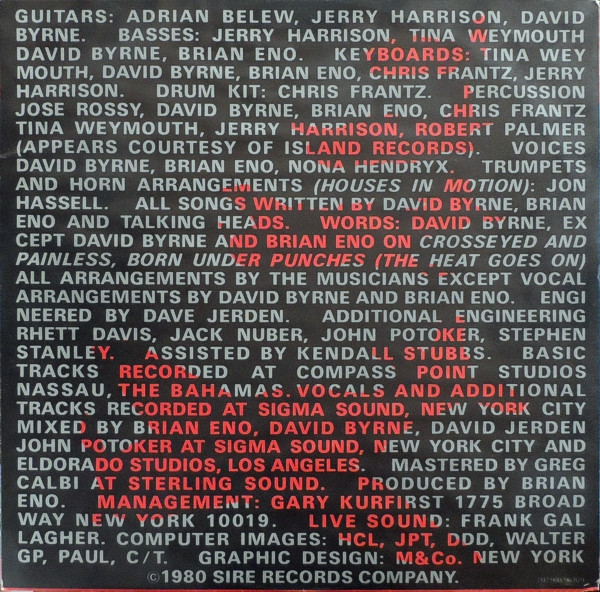 GUITARS: ADRIAN BELEW, JERRY HARRISON, DAVID
BYRNE. BASSES: JERRY HARRISON, TINA WEYMOUTH
DAVID BYRNE, BRIAN ENO. KEYBOARDS: TINA WEY
MOUTH, DAVID BYRNE, BRIAN ENO, CHRIS FRANTZ, JERRY
HARRISON. DRUM KIT: CHRIS FRANTZ. PERCUSSION
JOSE ROSSY, DAVID BYRNE, BRIAN ENO, CHRIS FRANTZ
TINA WEYMOUTH, JERRY HARRISON, ROBERT PALMER
(APPEARS COURTESY OF ISLAND RECORDS). VOICES
DAVID BYRNE, BRIAN ENO, NONA HENDRYX. TRUMPETS
AND HORN ARRANGEMENTS (HOUSES IN MOTION): JON
HASSELL. ALL SONGS WRITTEN BY DAVID BYRNE, BRIAN
ENO AND TALKING HEADS. WORDS: DAVID BYRNE, EX
CEPT DAVID BYRNE AND BRIAN ENO ON CROSSEYED AND
PAINLESS, BORN UNDER PUNCHES (THE HEAT GOES ON)
ALL ARRANGEMENTS BY THE MUSICIANS EXCEPT VOCAL
ARRANGEMENTS BY DAVID BYRNE AND BRIAN ENO. ENGI
NEERED BY DAVE JERDEN. ADDITIONAL ENGINEERING
RHETT DAVIS, JACK NUBER, JOHN POTOKER, STEPHEN
STANLEY. ASSISTED BY KENDALL STUBBS. BASIC
TRACKS RECORDED AT COMPASS POINT STUDIOS
NASSAU, THE BAHAMAS. VOCALS AND ADDITIONAL
TRACKS RECORDED AT SIGMA SOUND, NEW YORK CITY
MIXED BY BRIAN ENO, DAVID BYRNE, DAVID JERDEN
JOHN POTOKER AT SIGMA SOUND, NEW YORK CITY AND
ELDORADO STUDIOS, LOS ANGELES. MASTERED BY GREG
CALBI AT STERLING SOUND. PRODUCED BY BRIAN
ENO. MANAGEMENT: GARY KURFIRST 1775 BROAD
WAY NEW YORK 10019. LIVE SOUND: FRANK GAL
LAGHER. COMPUTER IMAGES: HCL, JPT, DDD, WALTER
GP, PAUL, C/T. GRAPHIC DESIGN: M&Co. NEW YORK
©1980 SIRE RECORDS COMPANY.